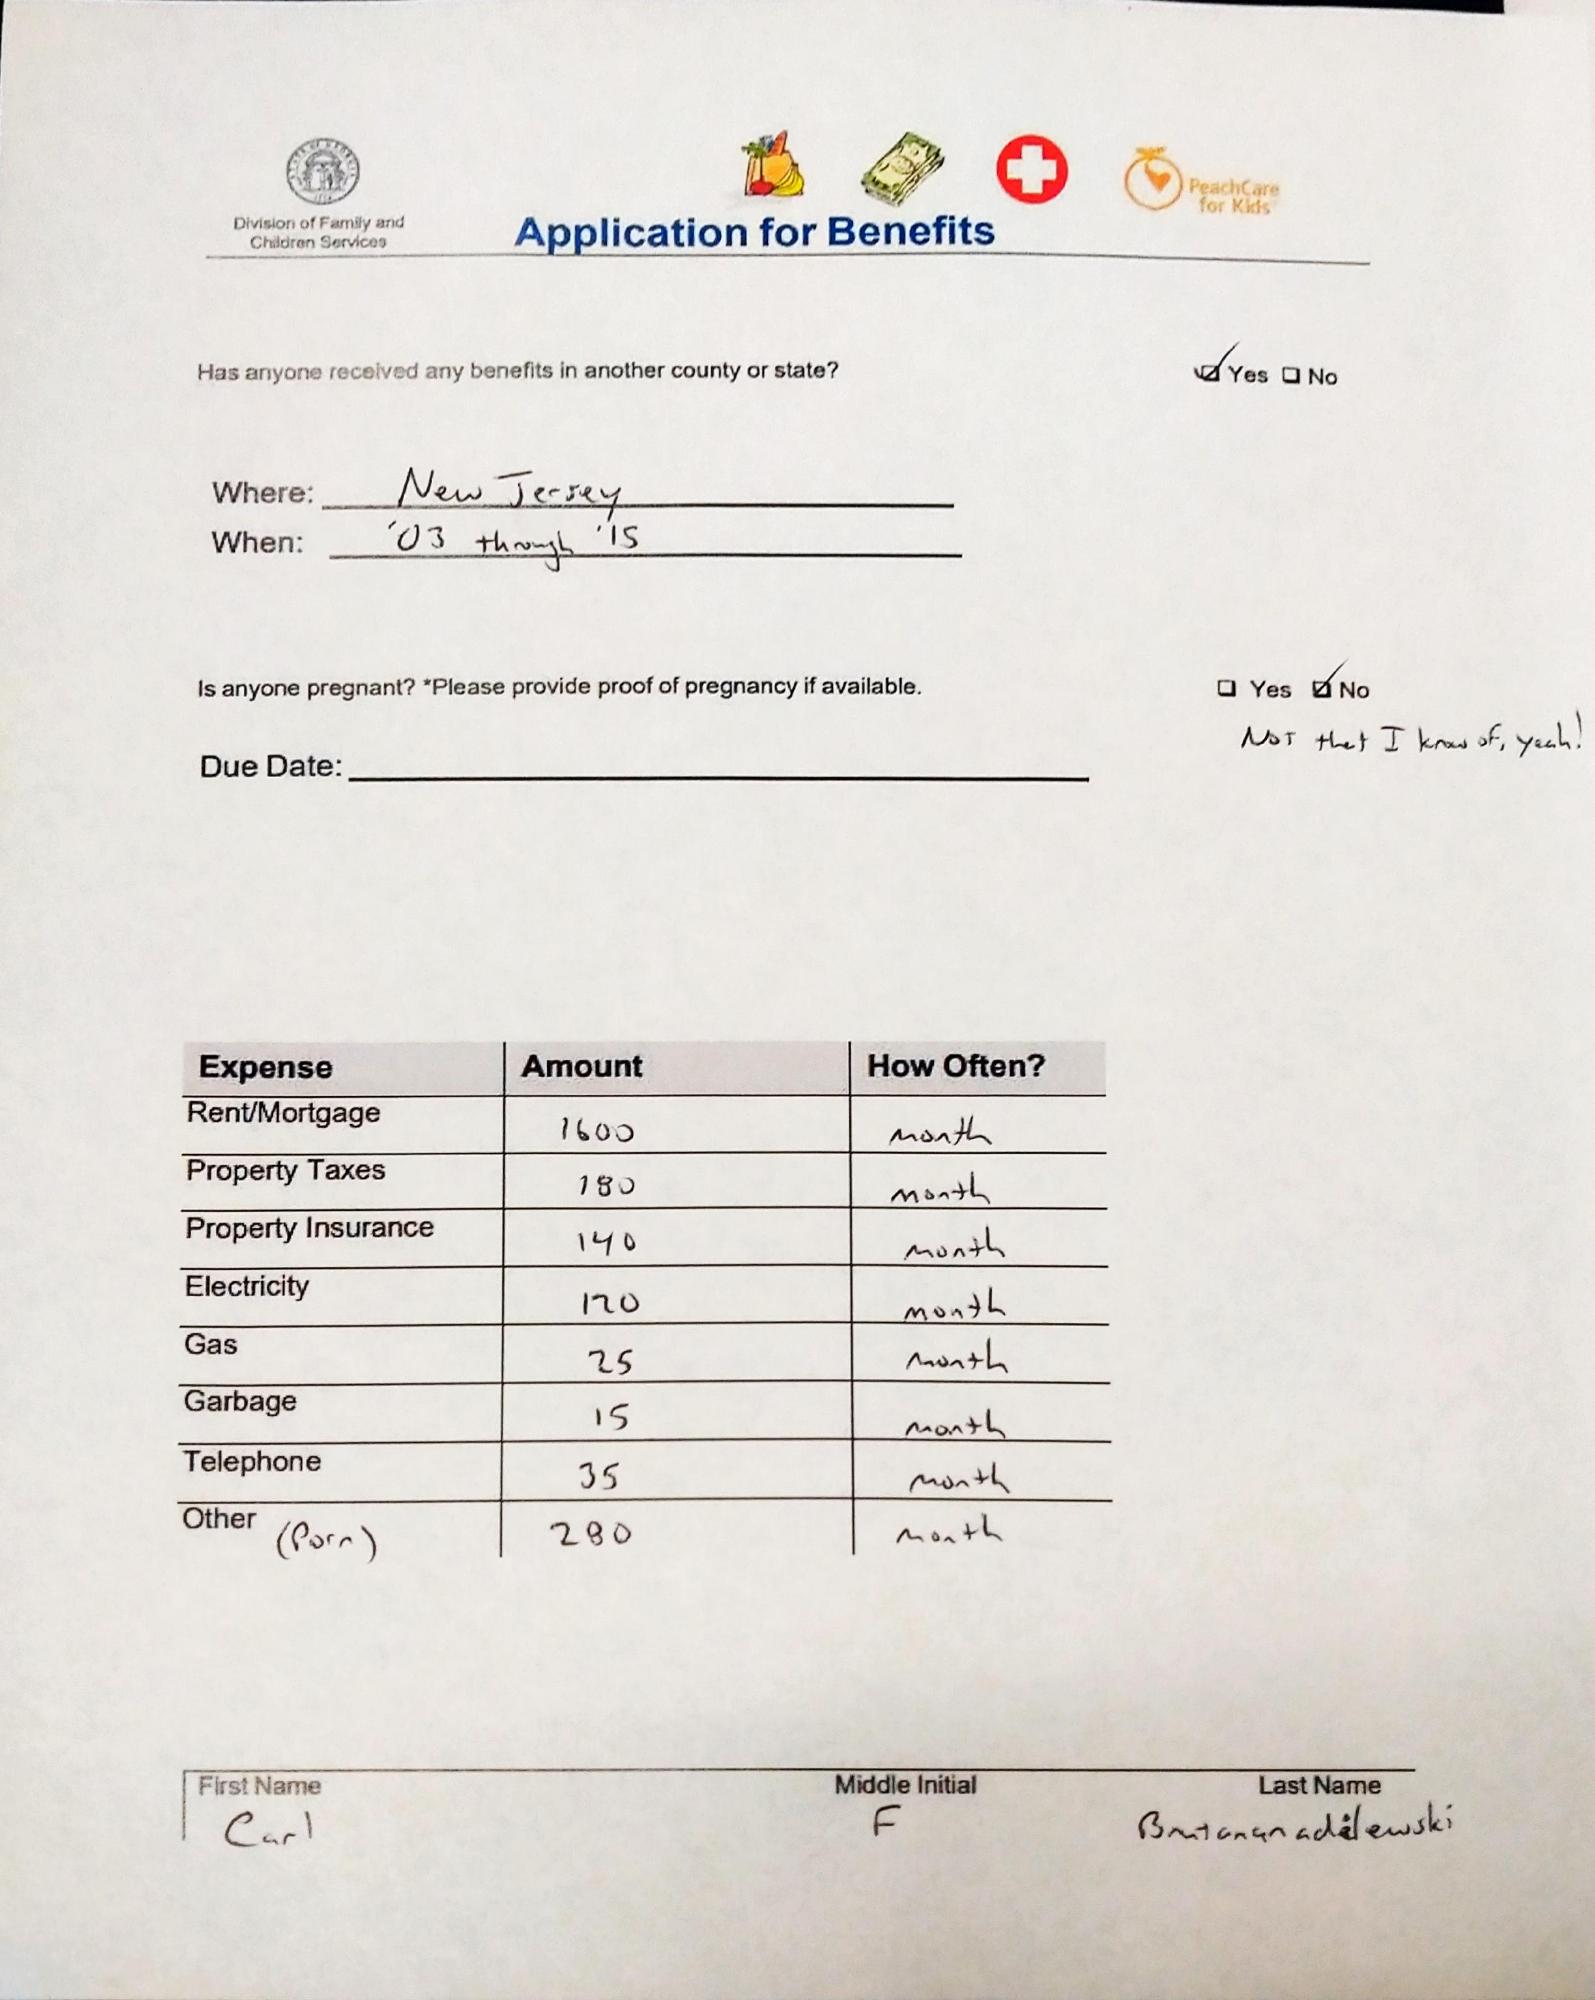 PeachCare
for Kids
Division of Family and
Children Services
Application for Benefits
Has anyone received any benefits in another county or state? Yes No
Where: New Jersey
When: '03 through '15
Is anyone pregnant? *Please provide proof of pregnancy if available. Yes No
Not that I know of, yeah!
Due Date:
Expense Amount How Often?
Rent/Mortgage 1600 month
Property Taxes 180 month
Property Insurance 140 month
Electricity 120 month
Gas 25 month
Garbage 15 month
Telephone 35 month
Other (Porn) 280 month
First Name Middle Initial Last Name
Carl F Brutananadilewski